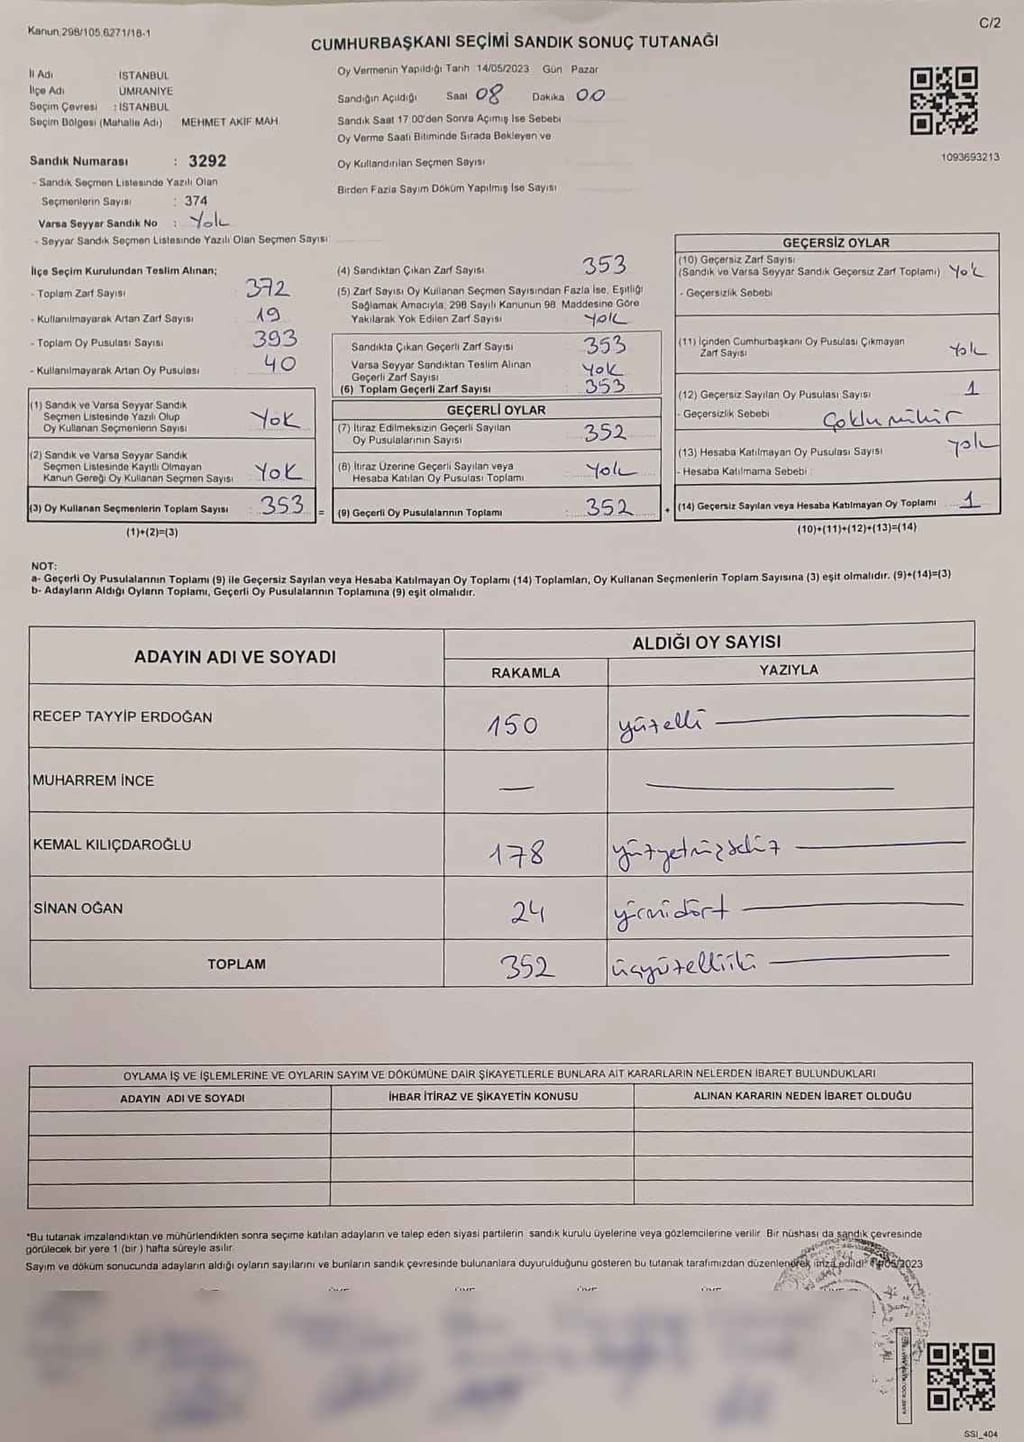 Kanun 298/105.6271/18-1
C/2
CUMHURBAŞKANI SEÇİMİ SANDIK SONUÇ TUTANAĞI
İl Adı İSTANBUL
İlçe Adı ÜMRANİYE
Seçim Çevresi : İSTANBUL
Seçim Bölgesi (Mahalle Adı) MEHMET AKİF MAH.
Oy Vermenin Yapıldığı Tarih 14/05/2023 Gün Pazar
Sandığın Açıldığı Saat 08 Dakika 00
Sandık Saat 17.00'den Sonra Açılmış İse Sebebi
Oy Verme Saati Bitiminde Sırada Bekleyen ve
Oy Kullandırılan Seçmen Sayısı
Birden Fazla Sayım Döküm Yapılmış İse Sayısı
1093693213
Sandık Numarası : 3292
- Sandık Seçmen Listesinde Yazılı Olan
Seçmenlerin Sayısı : 374
Varsa Seyyar Sandık No : Yok
- Seyyar Sandık Seçmen Listesinde Yazılı Olan Seçmen Sayısı
İlçe Seçim Kurulundan Teslim Alınan;
- Toplam Zarf Sayısı 372
- Kullanılmayarak Artan Zarf Sayısı 19
- Toplam Oy Pusulası Sayısı 393
- Kullanılmayarak Artan Oy Pusulası 40
(1) Sandık ve Varsa Seyyar Sandık
Seçmen Listesinde Yazılı Olup
Oy Kullanan Seçmenlerin Sayısı YOK
(2) Sandık ve Varsa Seyyar Sandık
Seçmen Listesinde Kayıtlı Olmayan
Kanun Gereği Oy Kullanan Seçmen Sayısı YOK
(3) Oy Kullanan Seçmenlerin Toplam Sayısı : 353 =
(1)+(2)=(3)
(4) Sandıktan Çıkan Zarf Sayısı 353
(5) Zarf Sayısı Oy Kullanan Seçmen Sayısından Fazla İse, Eşitliği
Sağlamak Amacıyla; 298 Sayılı Kanunun 98. Maddesine Göre
Yakılarak Yok Edilen Zarf Sayısı YOK
Sandıkta Çıkan Geçerli Zarf Sayısı 353
Varsa Seyyar Sandıktan Teslim Alınan
Geçerli Zarf Sayısı YOK
(6) Toplam Geçerli Zarf Sayısı 353
GEÇERLİ OYLAR
(7) İtiraz Edilmeksizin Geçerli Sayılan
Oy Pusulalarının Sayısı 352
(8) İtiraz Üzerine Geçerli Sayılan veya
Hesaba Katılan Oy Pusulası Toplamı Yok
(9) Geçerli Oy Pusulalarının Toplamı : 352 +
GEÇERSİZ OYLAR
(10) Geçersiz Zarf Sayısı
(Sandık ve Varsa Seyyar Sandık Geçersiz Zarf Toplamı) Yok
- Geçersizlik Sebebi
(11) İçinden Cumhurbaşkanı Oy Pusulası Çıkmayan
Zarf Sayısı Yok
(12) Geçersiz Sayılan Oy Pusulası Sayısı 1
- Geçersizlik Sebebi Çoklu mühür
(13) Hesaba Katılmayan Oy Pusulası Sayısı yok
- Hesaba Katılmama Sebebi
(14) Geçersiz Sayılan veya Hesaba Katılmayan Oy Toplamı 1
(10)+(11)+(12)+(13)=(14)
NOT:
a- Geçerli Oy Pusulalarının Toplamı (9) ile Geçersiz Sayılan veya Hesaba Katılmayan Oy Toplamı (14) Toplamları, Oy Kullanan Seçmenlerin Toplam Sayısına (3) eşit olmalıdır. (9)+(14)=(3)
b- Adayların Aldığı Oyların Toplamı, Geçerli Oy Pusulalarının Toplamına (9) eşit olmalıdır.
ADAYIN ADI VE SOYADI
ALDIĞI OY SAYISI
RAKAMLA YAZIYLA
RECEP TAYYİP ERDOĞAN 150 yüzelli
MUHARREM İNCE —
KEMAL KILIÇDAROĞLU 178 yüzyetmişsekiz
SİNAN OĞAN 24 yirmidört
TOPLAM 352 üçyüzelliiki
OYLAMA İŞ VE İŞLEMLERİNE VE OYLARIN SAYIM VE DÖKÜMÜNE DAİR ŞİKAYETLERLE BUNLARA AİT KARARLARIN NELERDEN İBARET BULUNDUKLARI
ADAYIN ADI VE SOYADI İHBAR İTİRAZ VE ŞİKAYETİN KONUSU ALINAN KARARIN NEDEN İBARET OLDUĞU
*Bu tutanak imzalandıktan ve mühürlendikten sonra seçime katılan adayların ve talep eden siyasi partilerin sandık kurulu üyelerine veya gözlemcilerine verilir. Bir nüshası da sandık çevresinde
görülecek bir yere 1 (bir) hafta süreyle asılır.
Sayım ve döküm sonucunda adayların aldığı oyların sayılarını ve bunların sandık çevresinde bulunanlara duyurulduğunu gösteren bu tutanak tarafımızdan düzenlenerek imza edildi. 14/05/2023
SSI_404